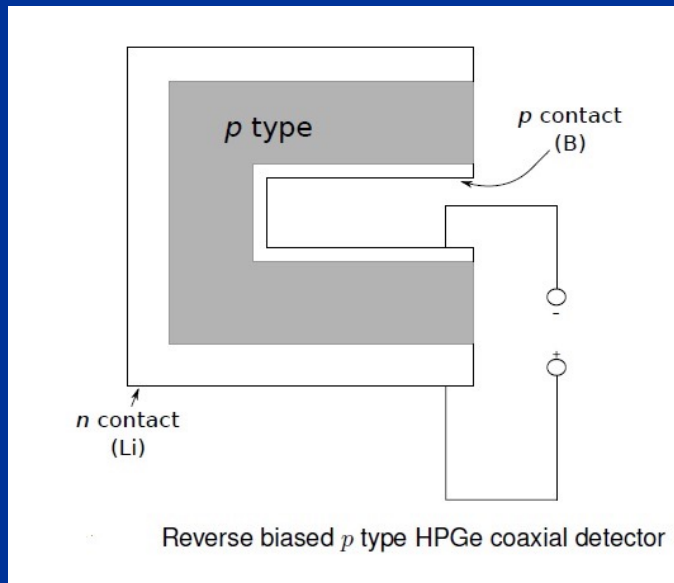 p type
p contact
(B)
-
+
n contact
(Li)
Reverse biased p type HPGe coaxial detector